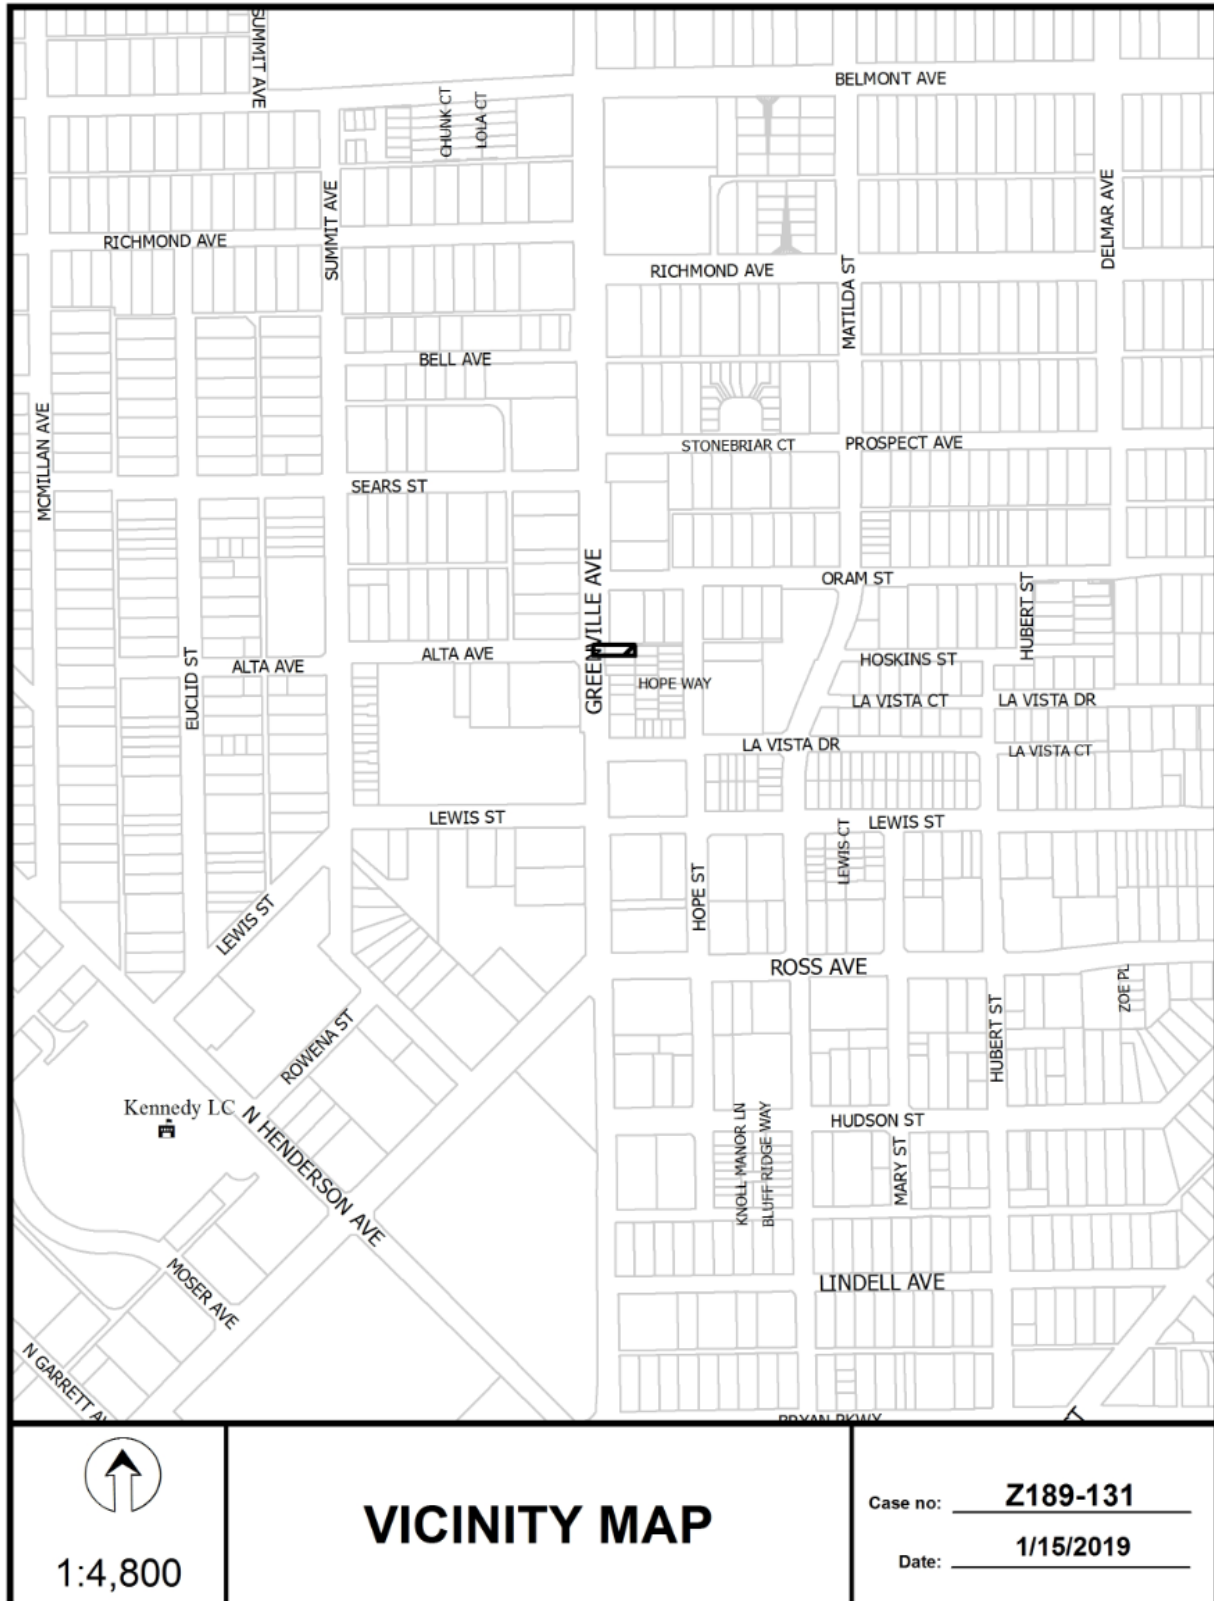 SUMMIT AVE
BELMONT AVE
CHUNK CT
LOLA CT
DELMAR AVE
SUMMIT AVE
RICHMOND AVE
RICHMOND AVE
MATILDA ST
BELL AVE
MCMILLAN AVE
STONEBRIAR CT
PROSPECT AVE
SEARS ST
GREENVILLE AVE
ORAM ST
HUBERT ST
EUCLID ST
ALTA AVE
ALTA AVE
HOSKINS ST
HOPE WAY
LA VISTA CT
LA VISTA DR
LA VISTA DR
LA VISTA CT
LEWIS ST
LEWIS ST
LEWIS CT
HOPE ST
LEWIS ST
ROSS AVE
ZOE PL
HUBERT ST
ROWENA ST
Kennedy LC
N HENDERSON AVE
HUDSON ST
KNOLL MANOR LN
BLUFF RIDGE WAY
MARY ST
MOSER AVE
LINDELL AVE
N GARRETT AV
BRYAN PKWY
VICINITY MAP
1:4,800
Case no: Z189-131
Date: 1/15/2019